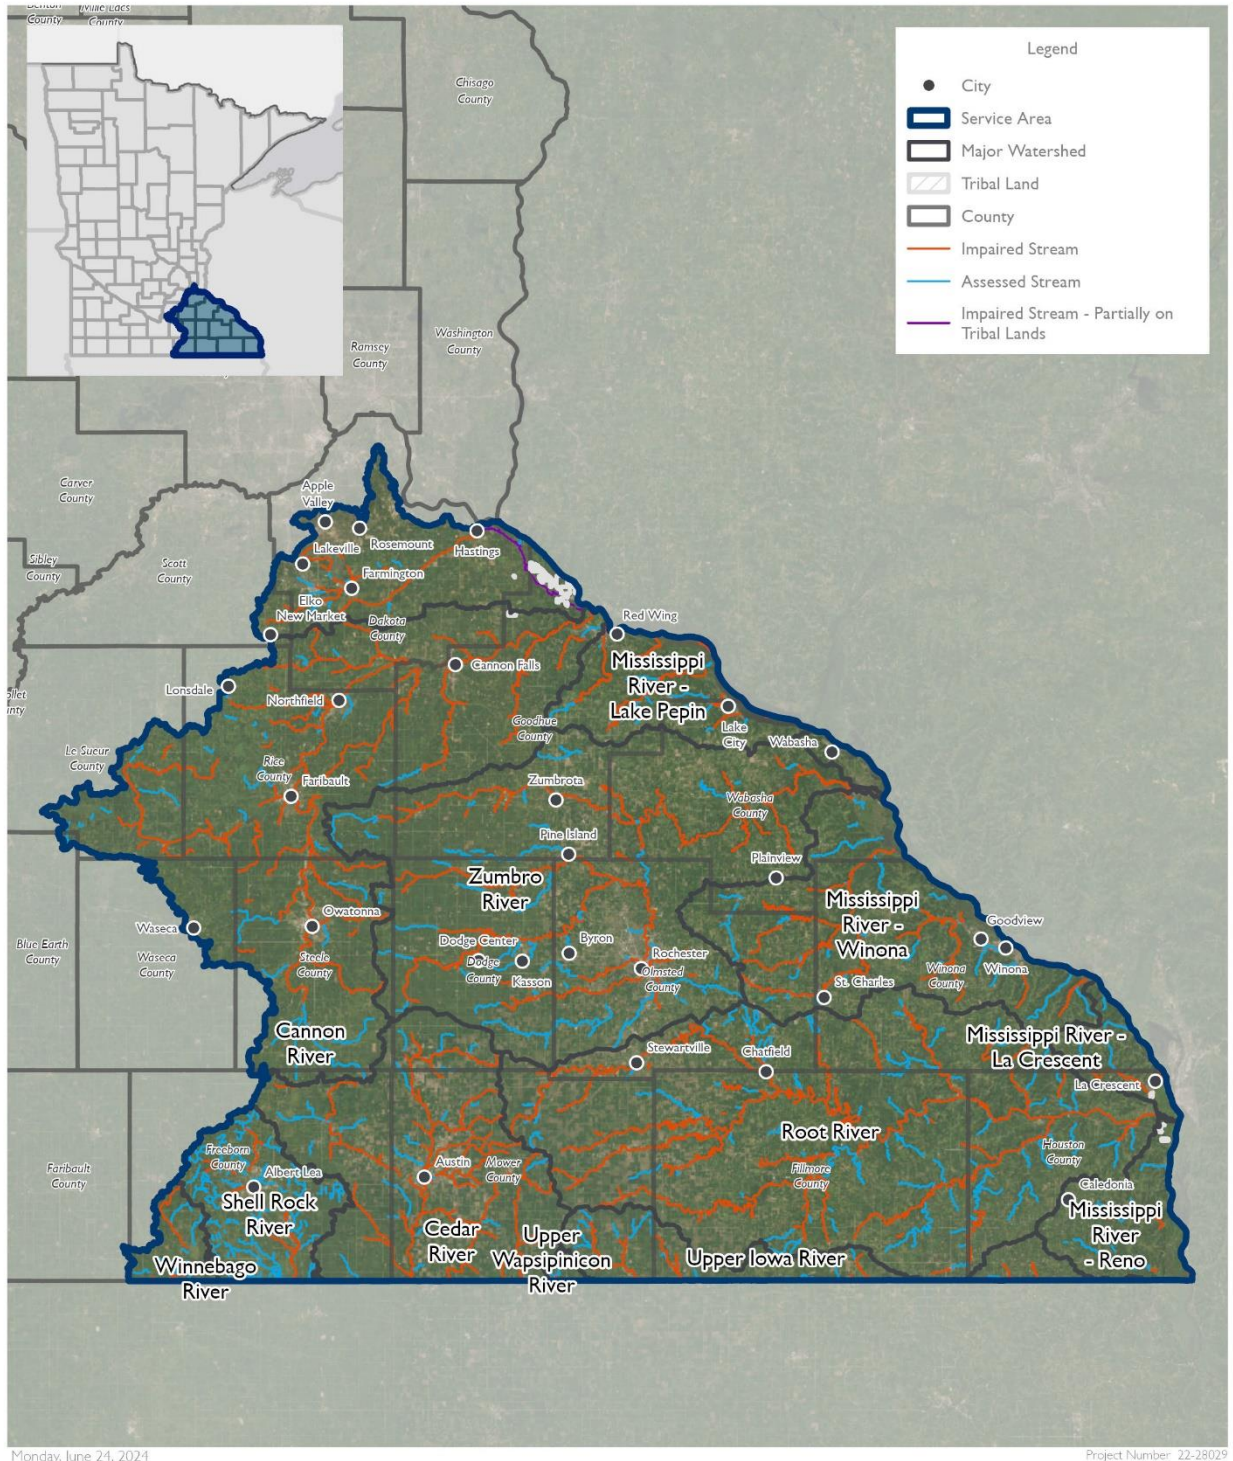 Benton
County
Mille Lacs
County
Chisago
County
Legend
City
Service Area
Major Watershed
Tribal Land
County
Impaired Stream
Assessed Stream
Impaired Stream - Partially on
Tribal Lands
Washington
County
Ramsey
County
Carver
County
Sibley
County
Scott
County
Apple
Valley
Rosemount
Hastings
Lakeville
Farmington
Elko
New Market
Dakota
County
Red Wing
Cannon Falls
Mississippi
River -
Lake Pepin
Lonsdale
Northfield
Goodhue
County
Lake
City
Wabasha
Le Sueur
County
Rice
County
Faribault
Zumbrota
Wabasha
County
Pine Island
Plainview
Zumbro
River
Mississippi
River -
Winona
Waseca
Owatonna
Goodview
Winona
Blue Earth
County
Waseca
County
Steele
County
Dodge Center
Dodge
County
Kasson
Byron
Rochester
Olmsted
County
Winona
County
St. Charles
Cannon
River
Stewartville
Chatfield
Mississippi River -
La Crescent
La Crescent
Root River
Faribault
County
Freeborn
County
Albert Lea
Shell Rock
River
Austin
Mower
County
Fillmore
County
Houston
County
Caledonia
Mississippi
River
- Reno
Cedar
River
Upper
Wapsipinicon
River
Upper Iowa River
Winnebago
River
Monday, June 24, 2024
Project Number 22-28029